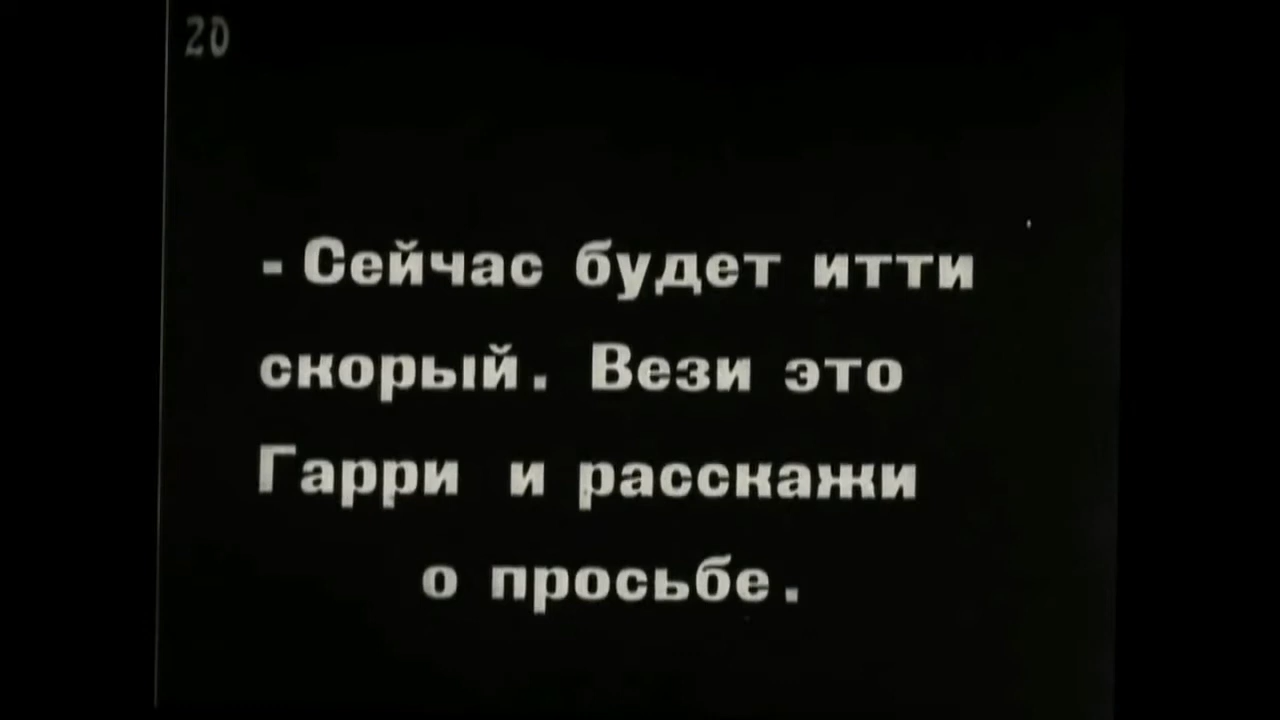 20
- Сейчас будет итти
скорый. Вези это
Гарри и расскажи
о просьбе.